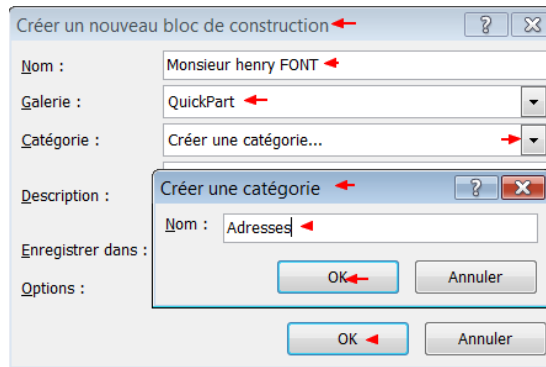 Créer un nouveau bloc de construction
Nom :
Monsieur henry FONT
Galerie :
QuickPart
Catégorie :
Créer une catégorie...
Description :
Créer une catégorie
Nom :
Adresses
Enregistrer dans :
OK
Annuler
Options :
OK
Annuler